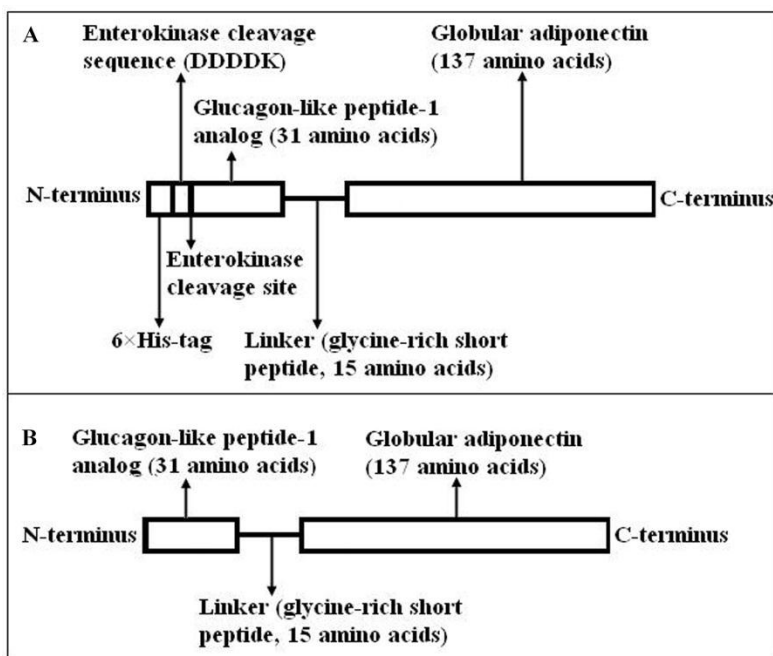 A
Enterokinase cleavage
sequence (DDDDK)
Globular adiponectin
(137 amino acids)
Glucagon-like peptide-1
analog (31 amino acids)
N-terminus
C-terminus
Enterokinase
cleavage site
6×His-tag
Linker (glycine-rich short
peptide, 15 amino acids)
B
Glucagon-like peptide-1
analog (31 amino acids)
Globular adiponectin
(137 amino acids)
N-terminus
C-terminus
Linker (glycine-rich short
peptide, 15 amino acids)